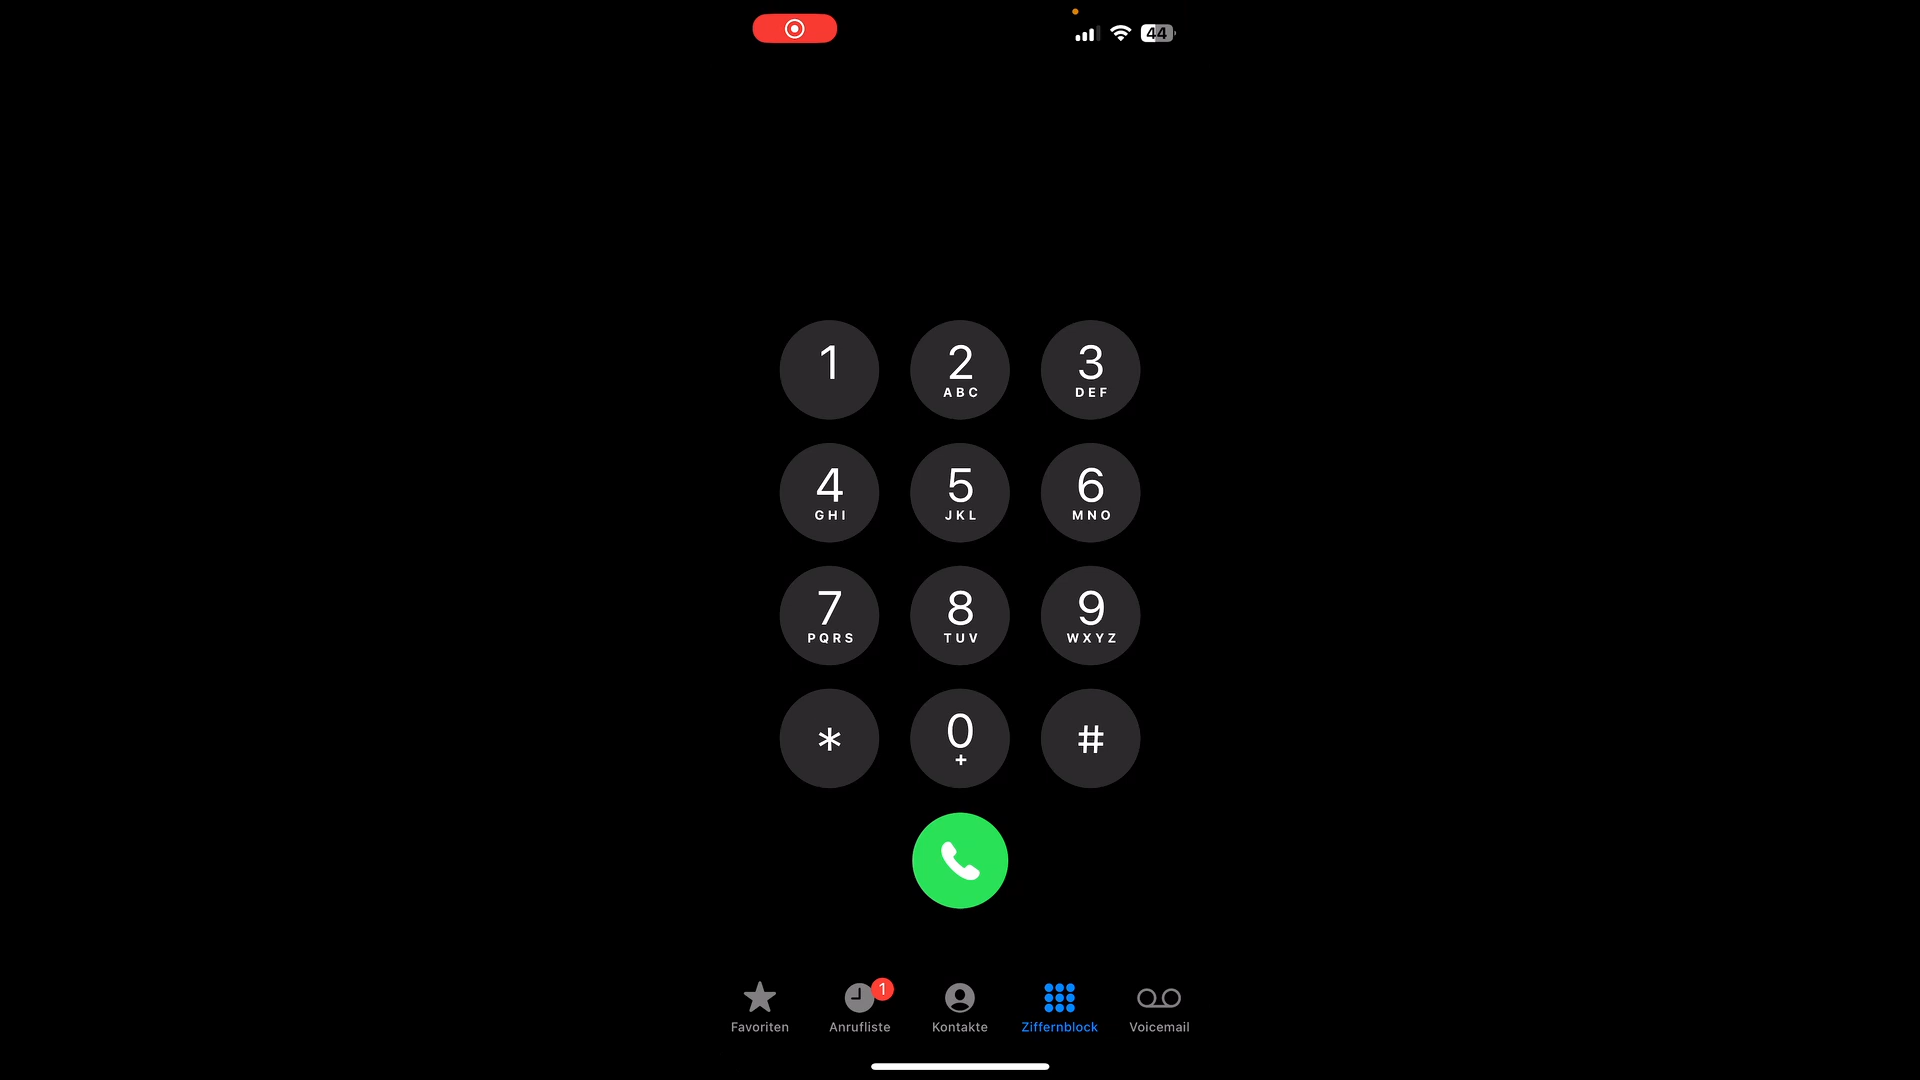 44
1 2 3
ABC DEF
4 5 6
GHI JKL MNO
7 8 9
PQRS TUV WXYZ
* 0 #
+
1
Favoriten Anrufliste Kontakte Ziffernblock Voicemail